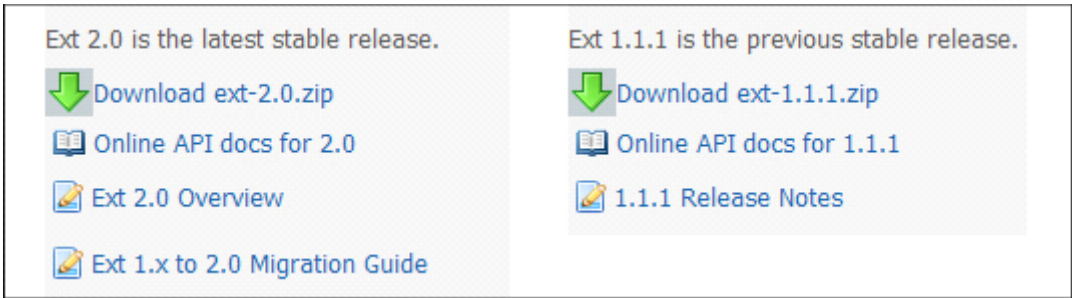 Ext 2.0 is the latest stable release.
Download ext-2.0.zip
Online API docs for 2.0
Ext 2.0 Overview
Ext 1.x to 2.0 Migration Guide
Ext 1.1.1 is the previous stable release.
Download ext-1.1.1.zip
Online API docs for 1.1.1
1.1.1 Release Notes